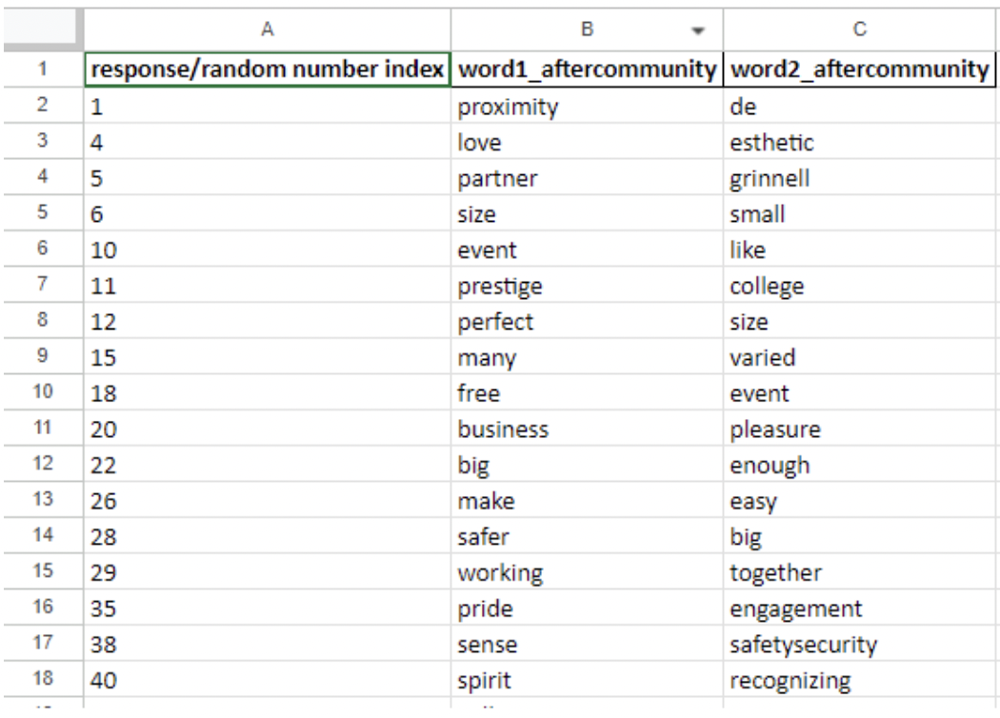 A B C
1 response/random number index word1_aftercommunity word2_aftercommunity
2 1 proximity de
3 4 love esthetic
4 5 partner grinnell
5 6 size small
6 10 event like
7 11 prestige college
8 12 perfect size
9 15 many varied
10 18 free event
11 20 business pleasure
12 22 big enough
13 26 make easy
14 28 safer big
15 29 working together
16 35 pride engagement
17 38 sense safetysecurity
18 40 spirit recognizing